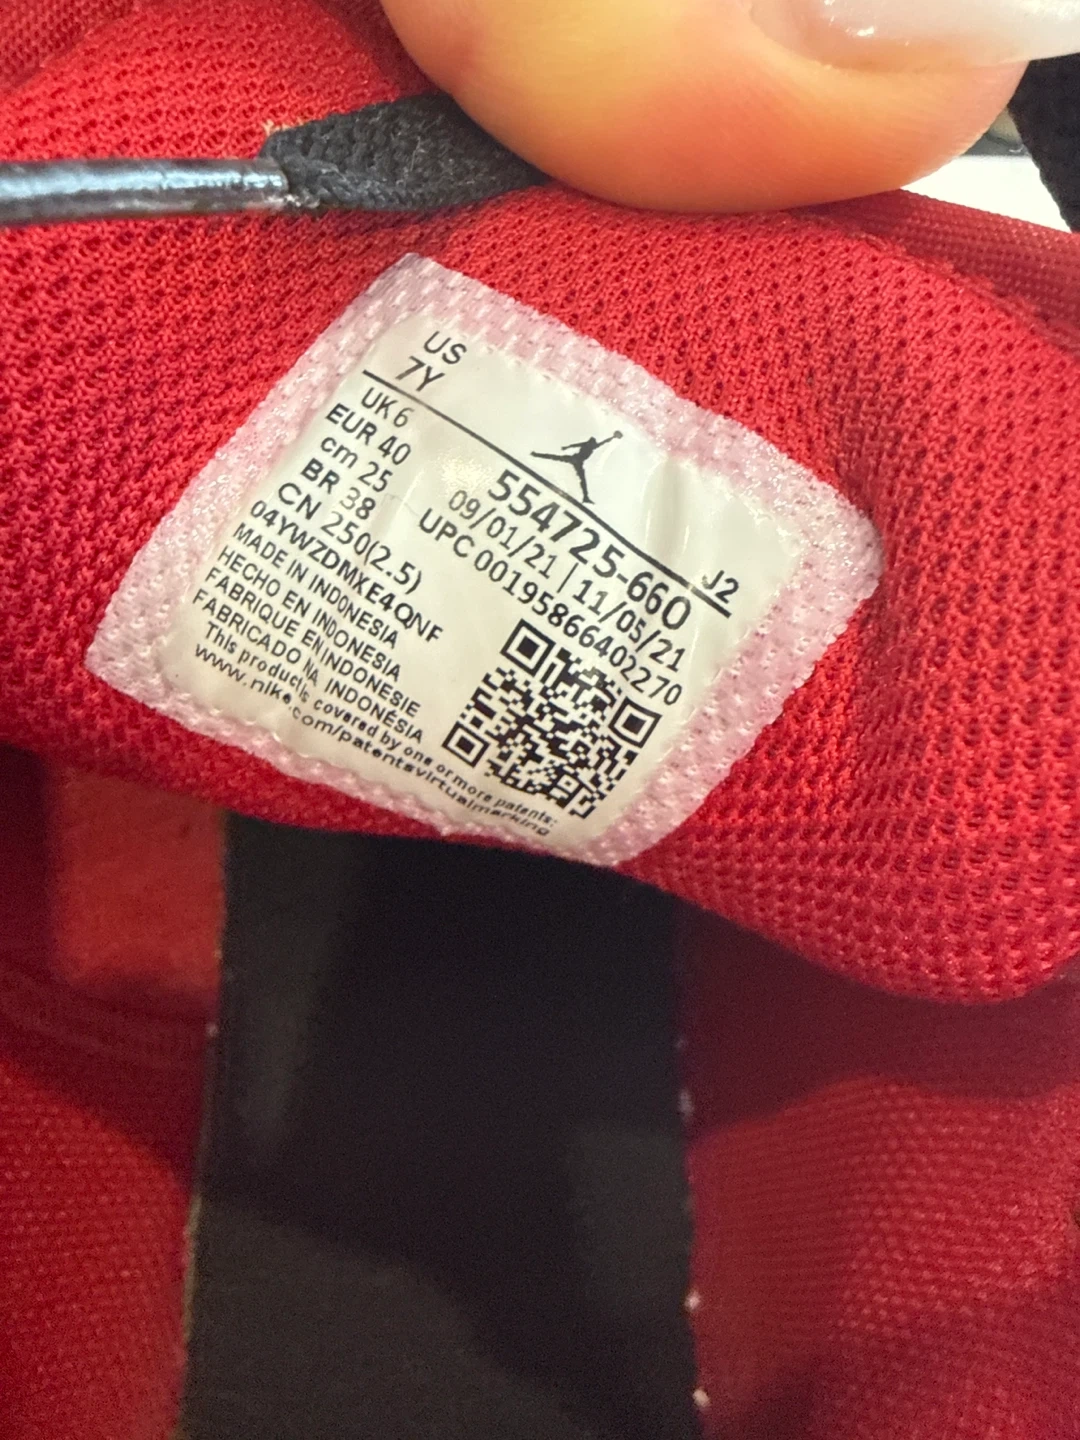 US
7Y
UK 6
EUR 40
cm 25
BR 38
CN 250(2.5)
04YWZDMXE4QNF
MADE IN INDONESIA
HECHO EN INDONESIA
FABRIQUE EN INDONESIE
FABRICADO NA INDONÉSIA
This product is covered by one or more patents:
www.nike.com/patentsvirtualmarking
J2
554725-660
09/01/21 | 11/05/21
UPC 00195866402270